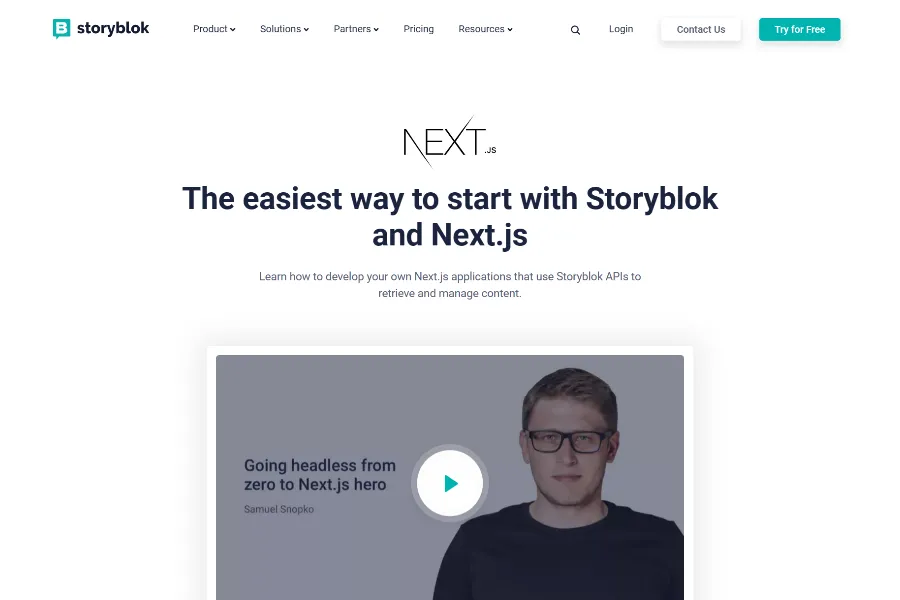 storyblok
Product
Solutions
Partners
Pricing
Resources
Login
Contact Us
Try for Free
NEXT.JS
The easiest way to start with Storyblok
and Next.js
Learn how to develop your own Next.js applications that use Storyblok APIs to
retrieve and manage content.
Going headless from
zero to Next.js hero
Samuel Snopko